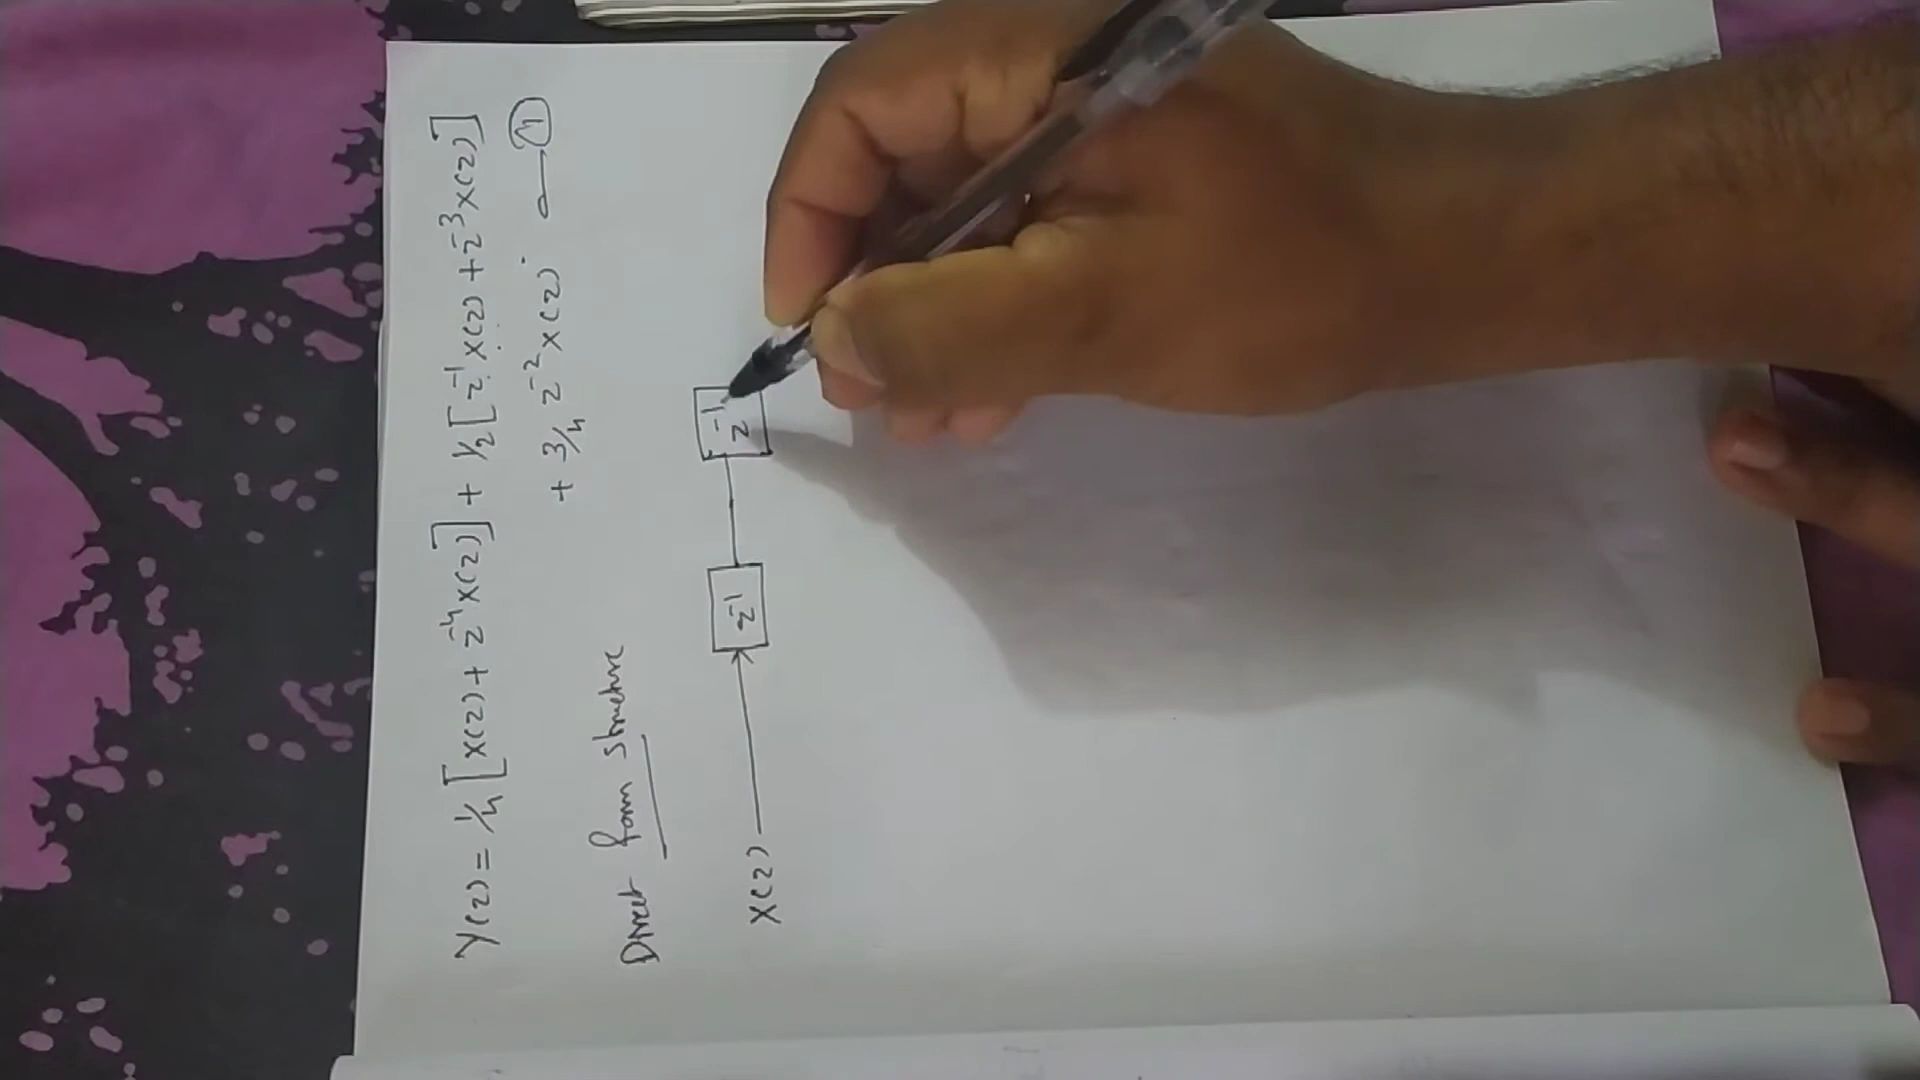 Y(z) = 1/4 [X(z) + z^-4 X(z)] + 1/2 [z^-1 X(z) + z^-3 X(z)]
+ 3/4 z^-2 X(z) 1
Direct form structure
X(z) z^-1 z^-1